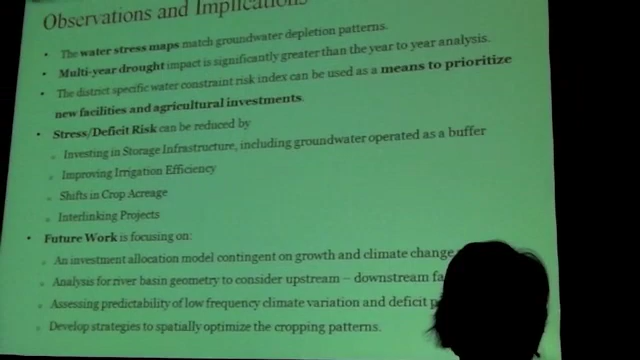 Observations and Implications
• The water stress maps match groundwater depletion patterns.
• Multi-year drought impact is significantly greater than the year to year analysis.
• The district specific water constraint risk index can be used as a means to prioritize
new facilities and agricultural investments.
• Stress/Deficit Risk can be reduced by
Investing in Storage Infrastructure, including groundwater operated as a buffer
Improving Irrigation Efficiency
Shifts in Crop Acreage
Interlinking Projects
• Future Work is focusing on:
An investment allocation model contingent on growth and climate change
Analysis for river basin geometry to consider upstream – downstream
Assessing predictability of low frequency climate variation and deficit
Develop strategies to spatially optimize the cropping patterns.